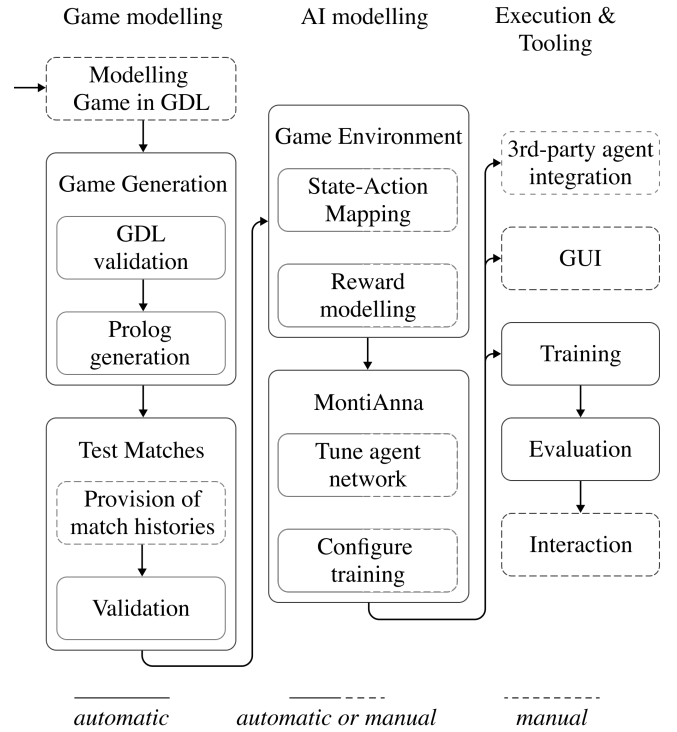 Game modelling
Modelling
Game in GDL
Game Generation
GDL
validation
Prolog
generation
Test Matches
Provision of
match histories
Validation
AI modelling
Game Environment
State-Action
Mapping
Reward
modelling
MontiAnna
Tune agent
network
Configure
training
Execution &
Tooling
3rd-party agent
integration
GUI
Training
Evaluation
Interaction
automatic
automatic or manual
manual